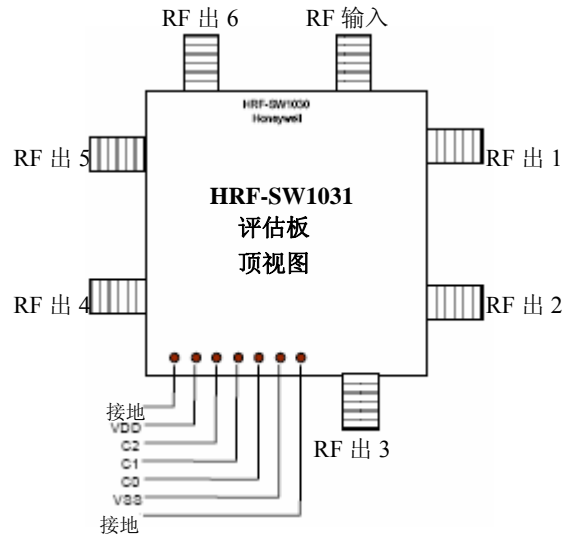 RF 出 6
RF 输入
HRF-SW1030
Honeywell
RF 出 5
RF 出 1
HRF-SW1031
评估板
顶视图
RF 出 4
RF 出 2
RF 出 3
接地
VDD
C2
C1
C0
VSS
接地